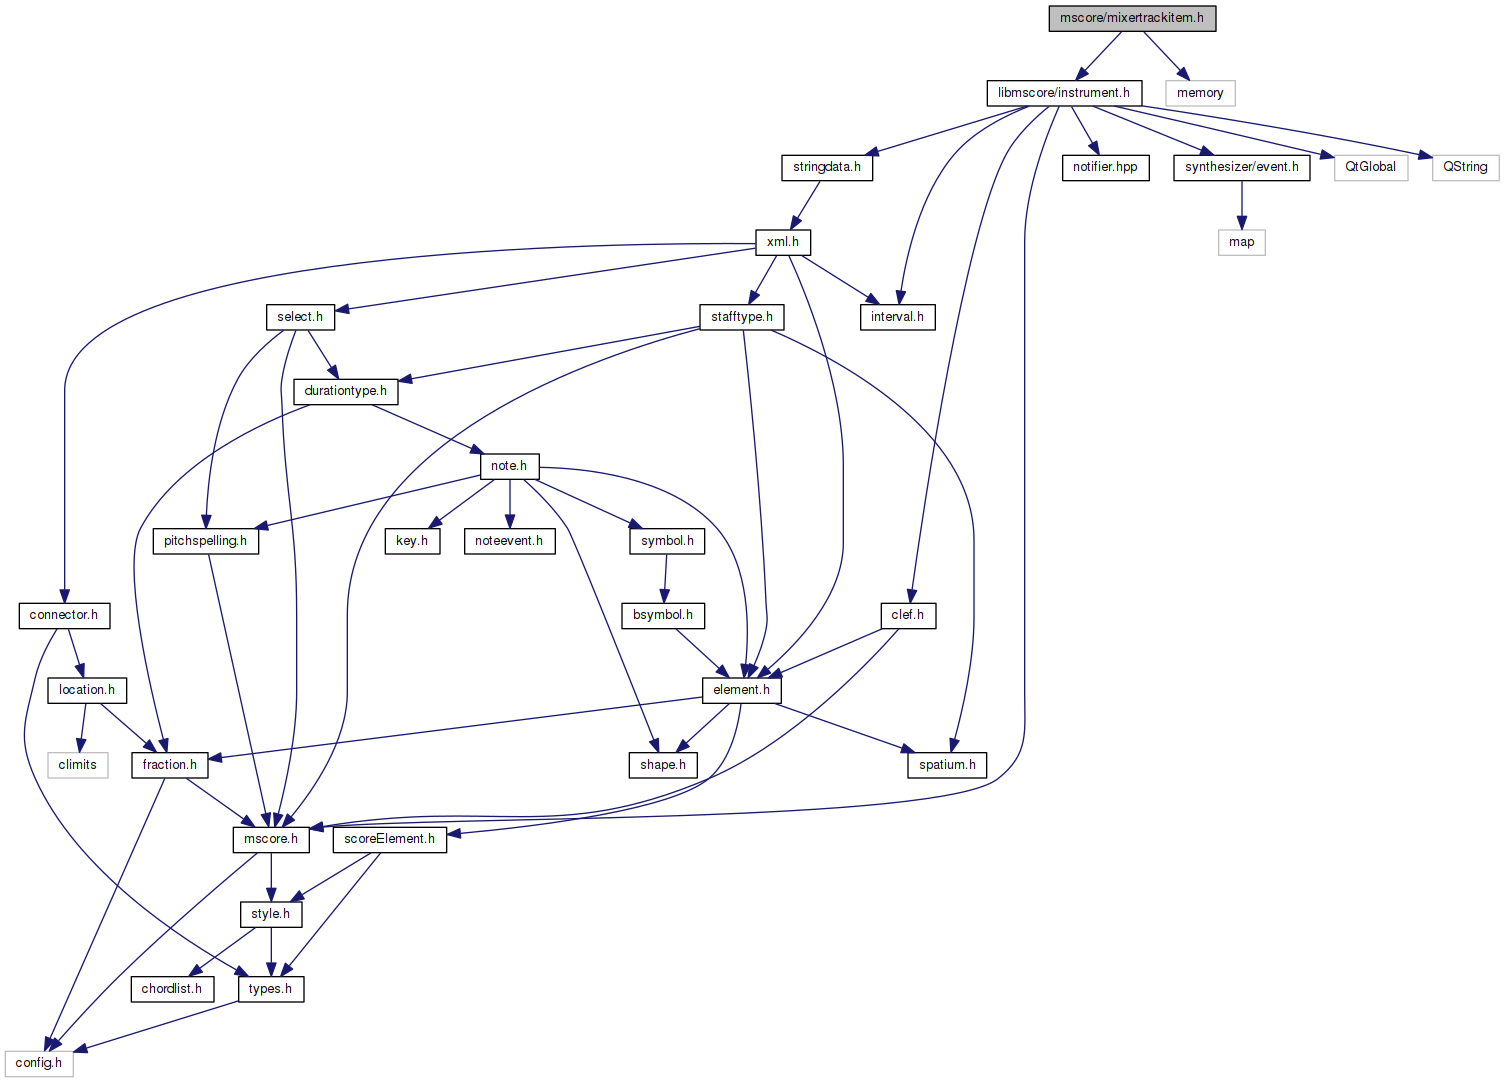 mscore/mixertrackitem.h
libmscore/instrument.h
memory
stringdata.h
notifier.hpp
synthesizer/event.h
QtGlobal
QString
xml.h
map
select.h
stafftype.h
interval.h
durationtype.h
note.h
pitchspelling.h
key.h
noteevent.h
symbol.h
connector.h
bsymbol.h
clef.h
location.h
element.h
climits
fraction.h
shape.h
spatium.h
mscore.h
scoreElement.h
style.h
chordlist.h
types.h
config.h